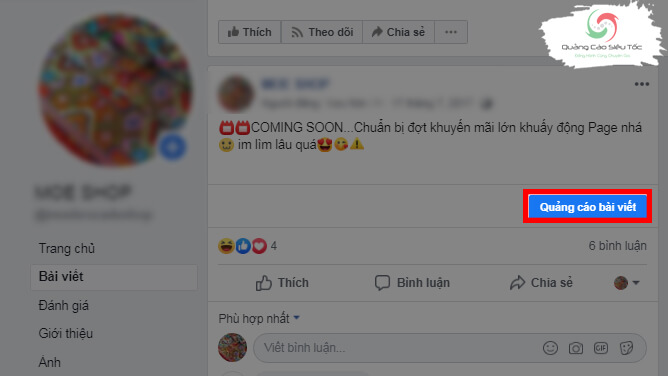 Thích
Theo dõi
Chia sẻ
Quảng Cáo Siêu Tốc
MOE SHOP
COMING SOON...Chuẩn bị đợt khuyến mãi lớn khuấy động Page nhá
im lìm lâu quá
Quảng cáo bài viết
4
6 bình luận
Thích
Bình luận
Chia sẻ
MOE SHOP
Trang chủ
Bài viết
Đánh giá
Giới thiệu
Ảnh
Phù hợp nhất
Viết bình luận...
GIF